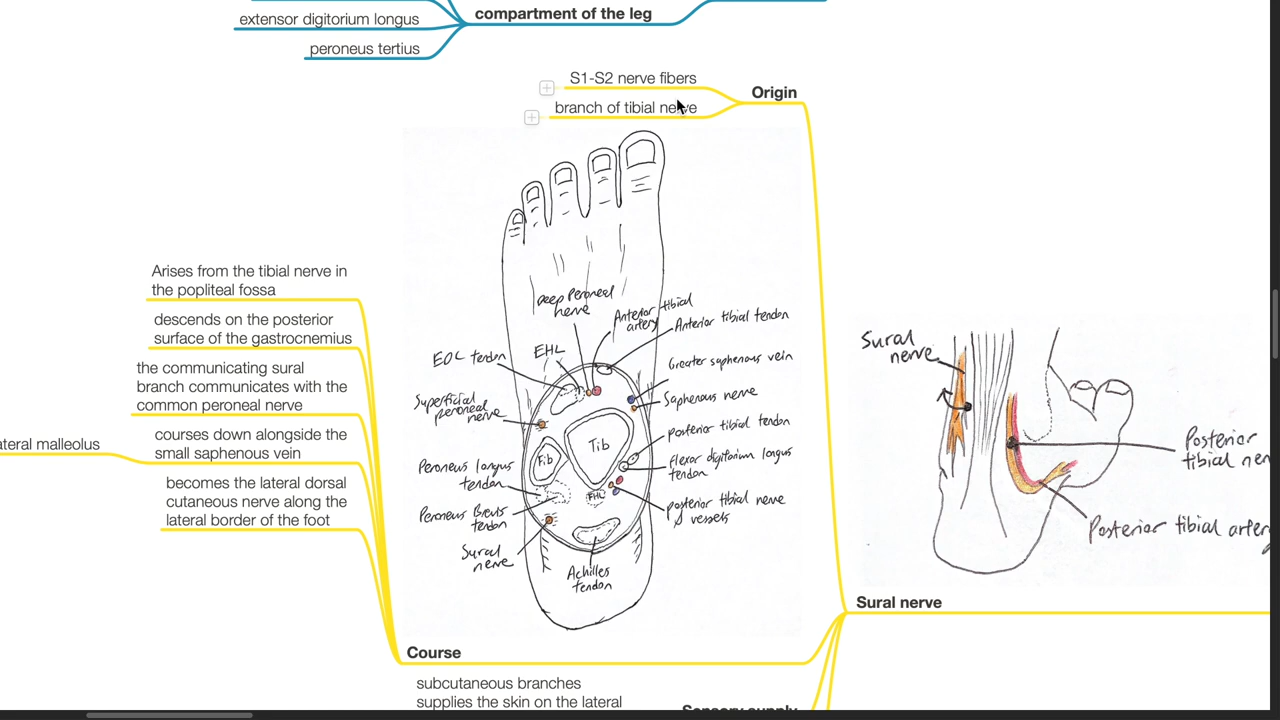 extensor digitorium longus
compartment of the leg
peroneus tertius
S1-S2 nerve fibers
Origin
branch of tibial nerve
Arises from the tibial nerve in
the popliteal fossa
descends on the posterior
surface of the gastrocnemius
the communicating sural
branch communicates with the
common peroneal nerve
ateral malleolus
courses down alongside the
small saphenous vein
becomes the lateral dorsal
cutaneous nerve along the
lateral border of the foot
Deep Peroneal
nerve
Anterior tibial
artery
Anterior tibial tendon
EDL tendon
EHL
Greater saphenous vein
Superficial
peroneal
nerve
Saphenous nerve
posterior tibial tendon
Tib
Fib
Peroneus longus
tendon
Flexor digitorium longus
tendon
FHL
Peroneus Brevis
tendon
posterior tibial nerve
& vessels
Sural
nerve
Achilles
tendon
Sural
nerve
Posterior
tibial ner
Posterior tibial artery
Sural nerve
Course
subcutaneous branches
supplies the skin on the lateral
Sensory supply